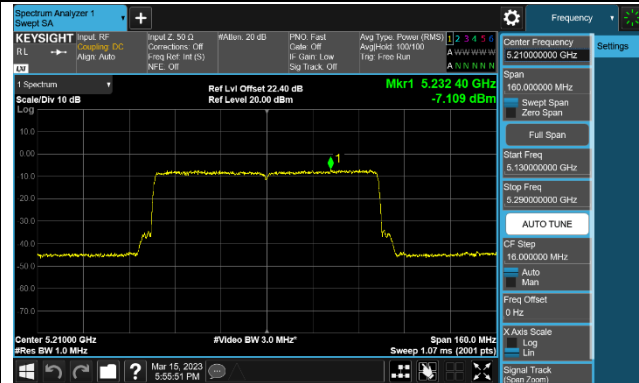 Spectrum Analyzer 1
Swept SA
Frequency
KEYSIGHT
RL
LXI
Input: RF
Coupling: DC
Align: Auto
Input Z: 50 Ω
Corrections: Off
Freq Ref: Int (S)
NFE: Off
#Atten: 20 dB
PNO: Fast
Gate: Off
IF Gain: Low
Sig Track: Off
Avg Type: Power (RMS)
Avg|Hold: 100/100
Trig: Free Run
1 2 3 4 5 6
A W W W W W
A N N N N N
1 Spectrum
Scale/Div 10 dB
Log
Ref Lvl Offset 22.40 dB
Ref Level 20.00 dBm
Mkr1 5.232 40 GHz
-7.109 dBm
10.0
0.00
-10.0
-20.0
-30.0
-40.0
-50.0
-60.0
-70.0
1
Center 5.21000 GHz
#Res BW 1.0 MHz
#Video BW 3.0 MHz*
Span 160.0 MHz
Sweep 1.07 ms (2001 pts)
Mar 15, 2023
5:55:51 PM
Settings
Center Frequency
5.210000000 GHz
Span
160.000000 MHz
Swept Span
Zero Span
Full Span
Start Freq
5.130000000 GHz
Stop Freq
5.290000000 GHz
AUTO TUNE
CF Step
16.000000 MHz
Auto
Man
Freq Offset
0 Hz
X Axis Scale
Log
Lin
Signal Track
(Span Zoom)